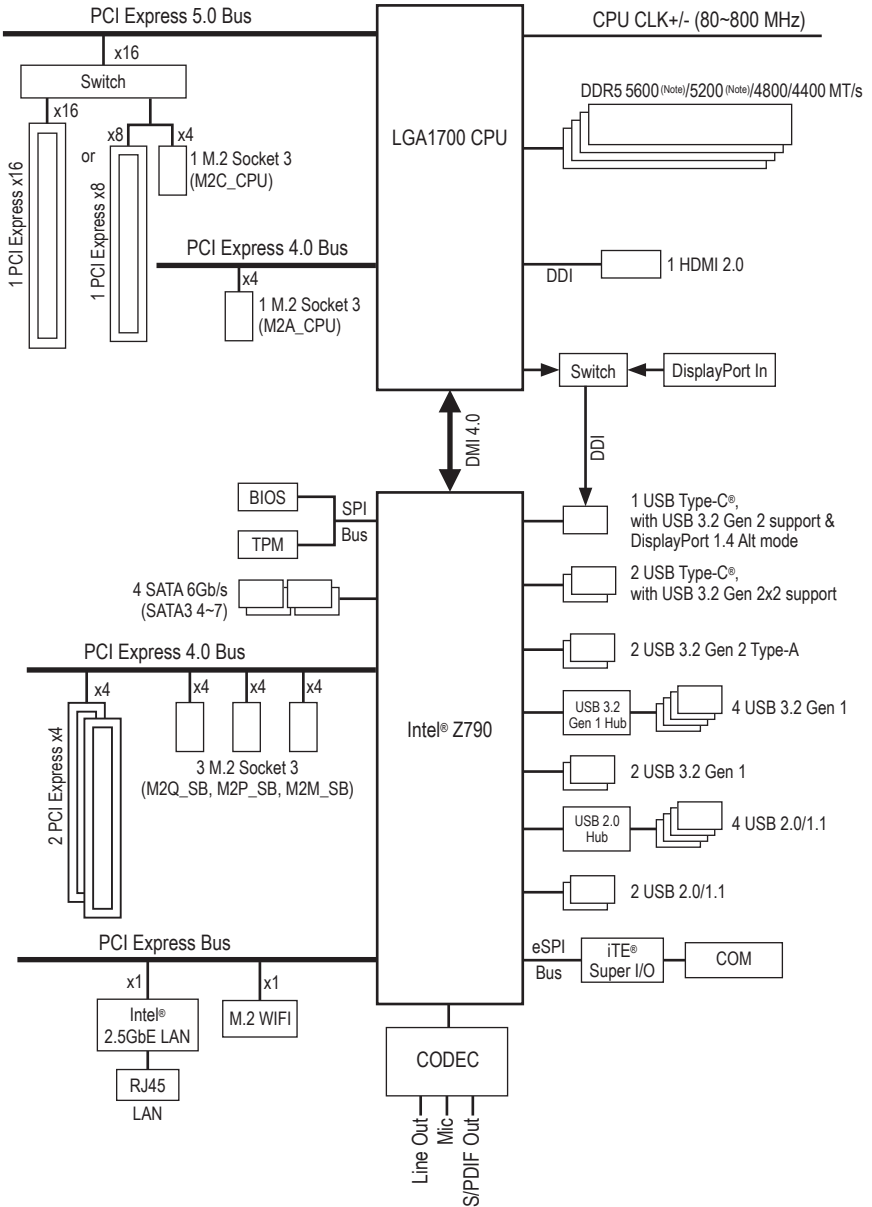 PCI Express 5.0 Bus
CPU CLK+/- (80~800 MHz)
x16
Switch
x16
x8
x4
or
1 PCI Express x16
1 PCI Express x8
1 M.2 Socket 3
(M2C_CPU)
LGA1700 CPU
DDR5 5600 (Note)/5200 (Note)/4800/4400 MT/s
PCI Express 4.0 Bus
x4
1 M.2 Socket 3
(M2A_CPU)
DDI
1 HDMI 2.0
Switch
DisplayPort In
DDI
DMI 4.0
BIOS
TPM
SPI
Bus
1 USB Type-C®,
with USB 3.2 Gen 2 support &
DisplayPort 1.4 Alt mode
4 SATA 6Gb/s
(SATA3 4~7)
2 USB Type-C®,
with USB 3.2 Gen 2x2 support
PCI Express 4.0 Bus
x4
x4
x4
x4
2 PCI Express x4
3 M.2 Socket 3
(M2Q_SB, M2P_SB, M2M_SB)
Intel® Z790
2 USB 3.2 Gen 2 Type-A
USB 3.2
Gen 1 Hub
4 USB 3.2 Gen 1
2 USB 3.2 Gen 1
USB 2.0
Hub
4 USB 2.0/1.1
2 USB 2.0/1.1
PCI Express Bus
x1
x1
Intel®
2.5GbE LAN
M.2 WIFI
RJ45
LAN
eSPI
Bus
iTE®
Super I/O
COM
CODEC
Line Out
Mic
S/PDIF Out